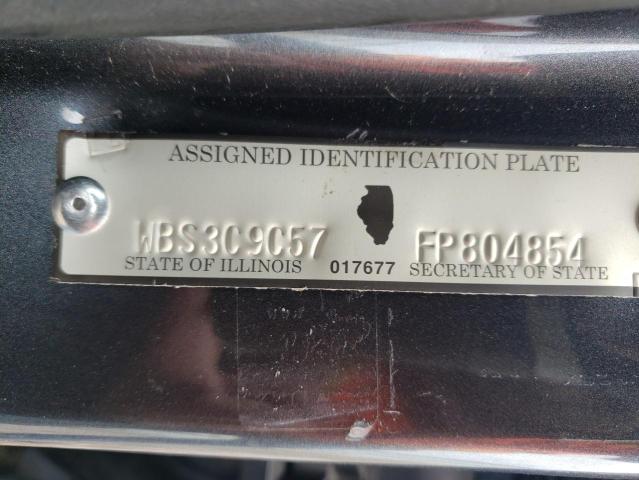 ASSIGNED IDENTIFICATION PLATE
WBS3C9C57 FP804854
STATE OF ILLINOIS 017677 SECRETARY OF STATE